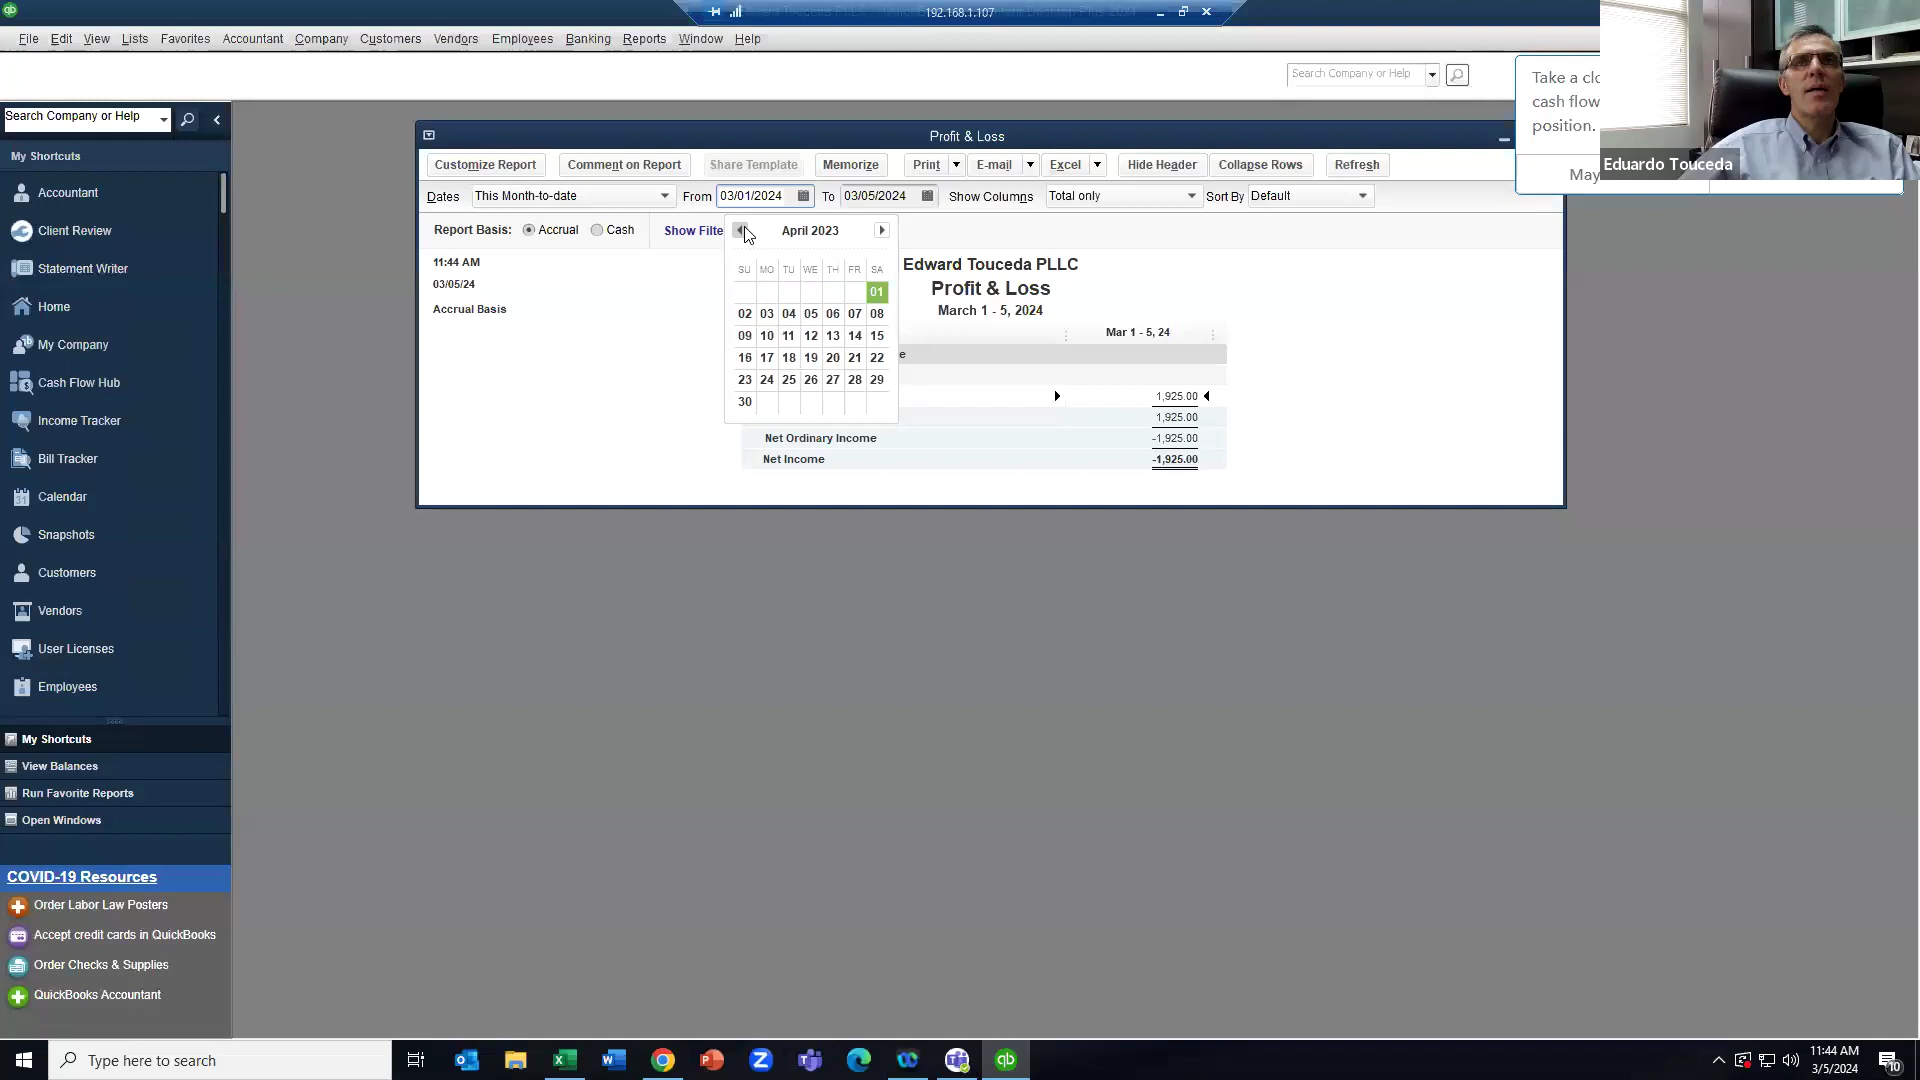 192.168.1.107
File Edit View Lists Favorites Accountant Company Customers Vendors Employees Banking Reports Window Help
Search Company or Help
Take a clo
cash flow
position.
May
Eduardo Touceda
Search Company or Help
My Shortcuts
Accountant
Client Review
Statement Writer
Home
My Company
Cash Flow Hub
Income Tracker
Bill Tracker
Calendar
Snapshots
Customers
Vendors
User Licenses
Employees
My Shortcuts
View Balances
Run Favorite Reports
Open Windows
COVID-19 Resources
Order Labor Law Posters
Accept credit cards in QuickBooks
Order Checks & Supplies
QuickBooks Accountant
Profit & Loss
Customize Report Comment on Report Share Template Memorize Print E-mail Excel Hide Header Collapse Rows Refresh
Dates This Month-to-date From 03/01/2024 To 03/05/2024 Show Columns Total only Sort By Default
Report Basis: Accrual Cash Show Filte
April 2023
SU MO TU WE TH FR SA
01
02 03 04 05 06 07 08
09 10 11 12 13 14 15
16 17 18 19 20 21 22
23 24 25 26 27 28 29
30
11:44 AM
03/05/24
Accrual Basis
Edward Touceda PLLC
Profit & Loss
March 1 - 5, 2024
Mar 1 - 5, 24
e
1,925.00
1,925.00
Net Ordinary Income -1,925.00
Net Income -1,925.00
Type here to search
11:44 AM
3/5/2024
10